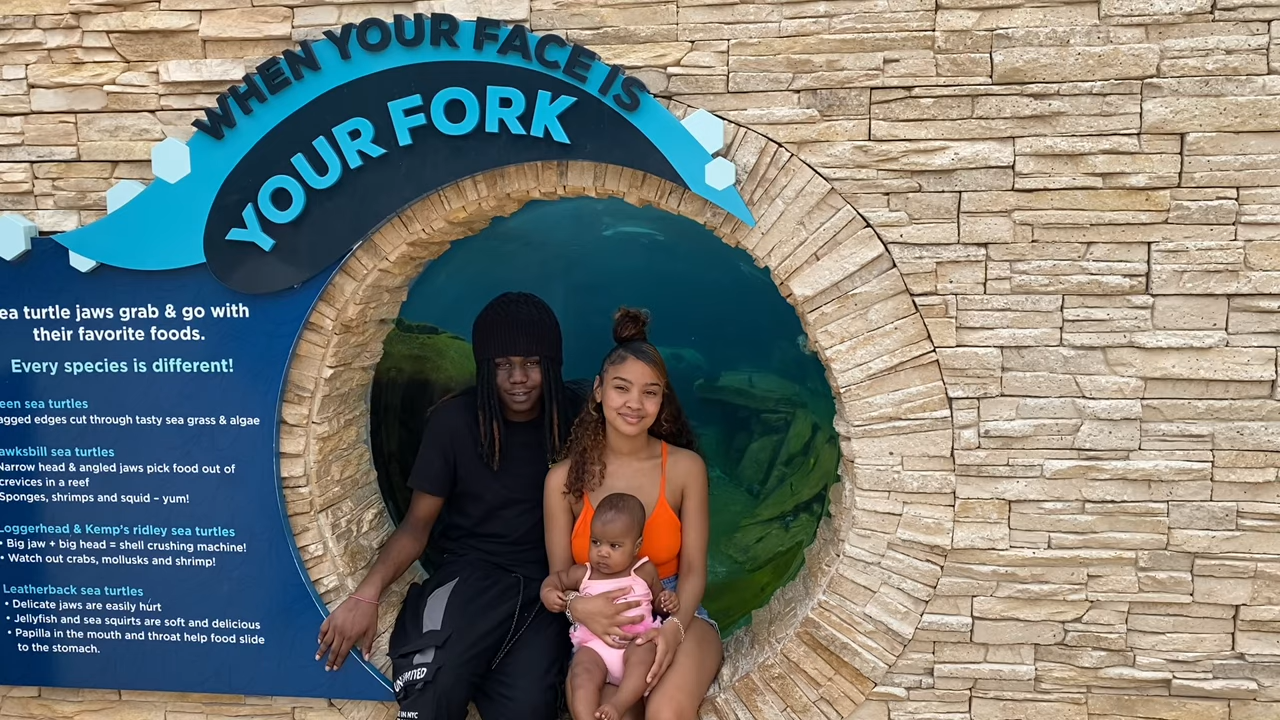 WHEN YOUR FACE IS
YOUR FORK
ea turtle jaws grab & go with
their favorite foods.
Every species is different!
een sea turtles
agged edges cut through tasty sea grass & algae
awksbill sea turtles
Narrow head & angled jaws pick food out of
crevices in a reef
Sponges, shrimps and squid – yum!
Loggerhead & Kemp's ridley sea turtles
• Big jaw + big head = shell crushing machine!
• Watch out crabs, mollusks and shrimp!
Leatherback sea turtles
• Delicate jaws are easily hurt
• Jellyfish and sea squirts are soft and delicious
• Papilla in the mouth and throat help food slide
to the stomach.
IN NYC